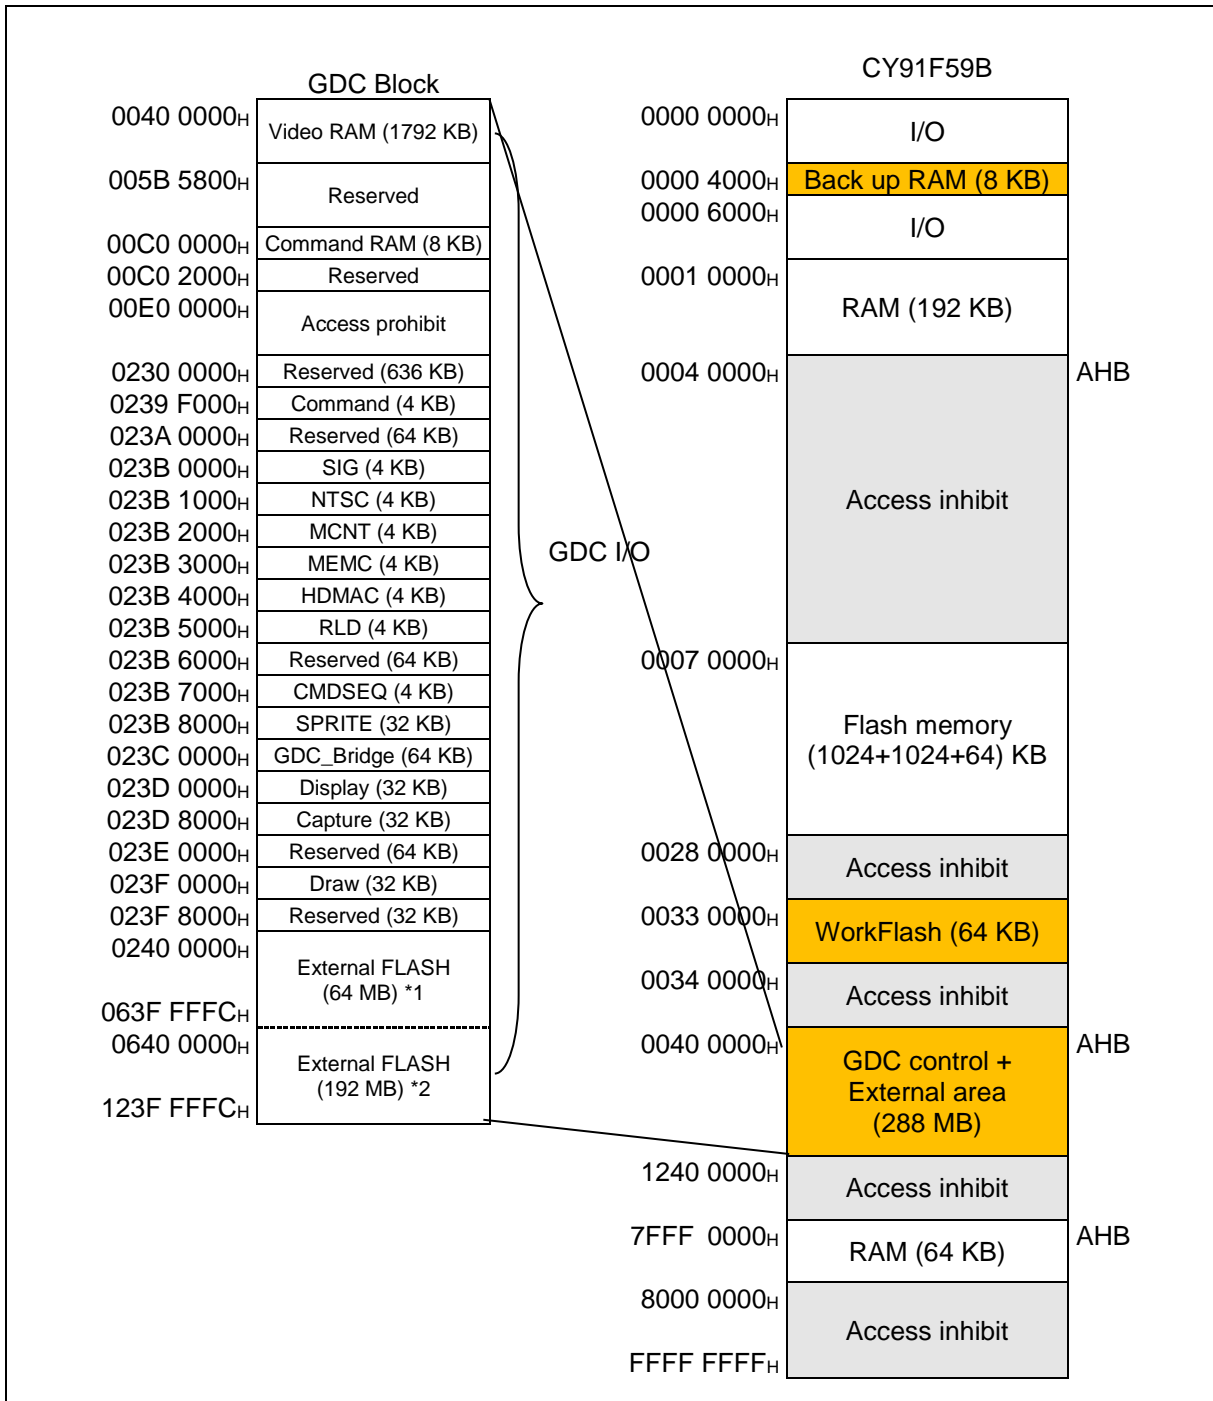 GDC Block
0040 0000H
Video RAM (1792 KB)
005B 5800H
Reserved
00C0 0000H
Command RAM (8 KB)
00C0 2000H
Reserved
00E0 0000H
Access prohibit
0230 0000H
Reserved (636 KB)
0239 F000H
Command (4 KB)
023A 0000H
Reserved (64 KB)
023B 0000H
SIG (4 KB)
023B 1000H
NTSC (4 KB)
023B 2000H
MCNT (4 KB)
023B 3000H
MEMC (4 KB)
023B 4000H
HDMAC (4 KB)
023B 5000H
RLD (4 KB)
023B 6000H
Reserved (64 KB)
023B 7000H
CMDSEQ (4 KB)
023B 8000H
SPRITE (32 KB)
023C 0000H
GDC_Bridge (64 KB)
023D 0000H
Display (32 KB)
023D 8000H
Capture (32 KB)
023E 0000H
Reserved (64 KB)
023F 0000H
Draw (32 KB)
023F 8000H
Reserved (32 KB)
0240 0000H
External FLASH
(64 MB) *1
063F FFFCH
0640 0000H
External FLASH
(192 MB) *2
123F FFFCH
GDC I/O
CY91F59B
0000 0000H
I/O
0000 4000H
Back up RAM (8 KB)
0000 6000H
I/O
0001 0000H
RAM (192 KB)
0004 0000H
AHB
Access inhibit
0007 0000H
Flash memory
(1024+1024+64) KB
0028 0000H
Access inhibit
0033 0000H
WorkFlash (64 KB)
0034 0000H
Access inhibit
0040 0000H
AHB
GDC control +
External area
(288 MB)
1240 0000H
Access inhibit
7FFF 0000H
AHB
RAM (64 KB)
8000 0000H
Access inhibit
FFFF FFFFH